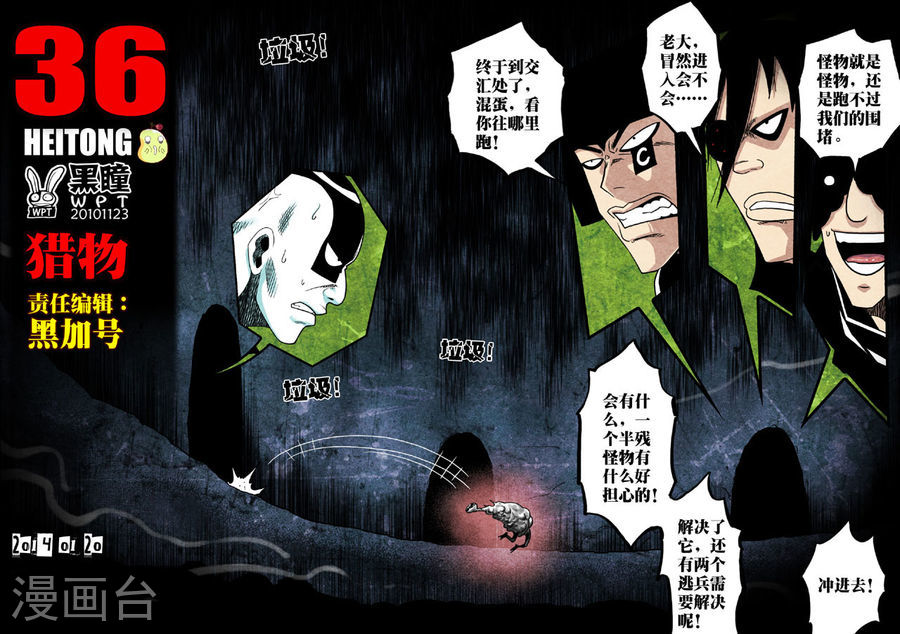 36
HEITONG
黑瞳
WPT
WPT
20101123
猎物
责任编辑：
黑加号
垃圾！
终于到交
汇处了，
混蛋，看
你往哪里
跑！
老大，
冒然进
入会不
会……
怪物就是
怪物，还
是跑不过
我们的围
堵。
C
垃圾！
垃圾！
会有什
么，一
个半残
怪物有
什么好
担心的！
解决了
它，还
有两个
逃兵需
要解决
呢！
冲进去！
2014 01 20
漫画台